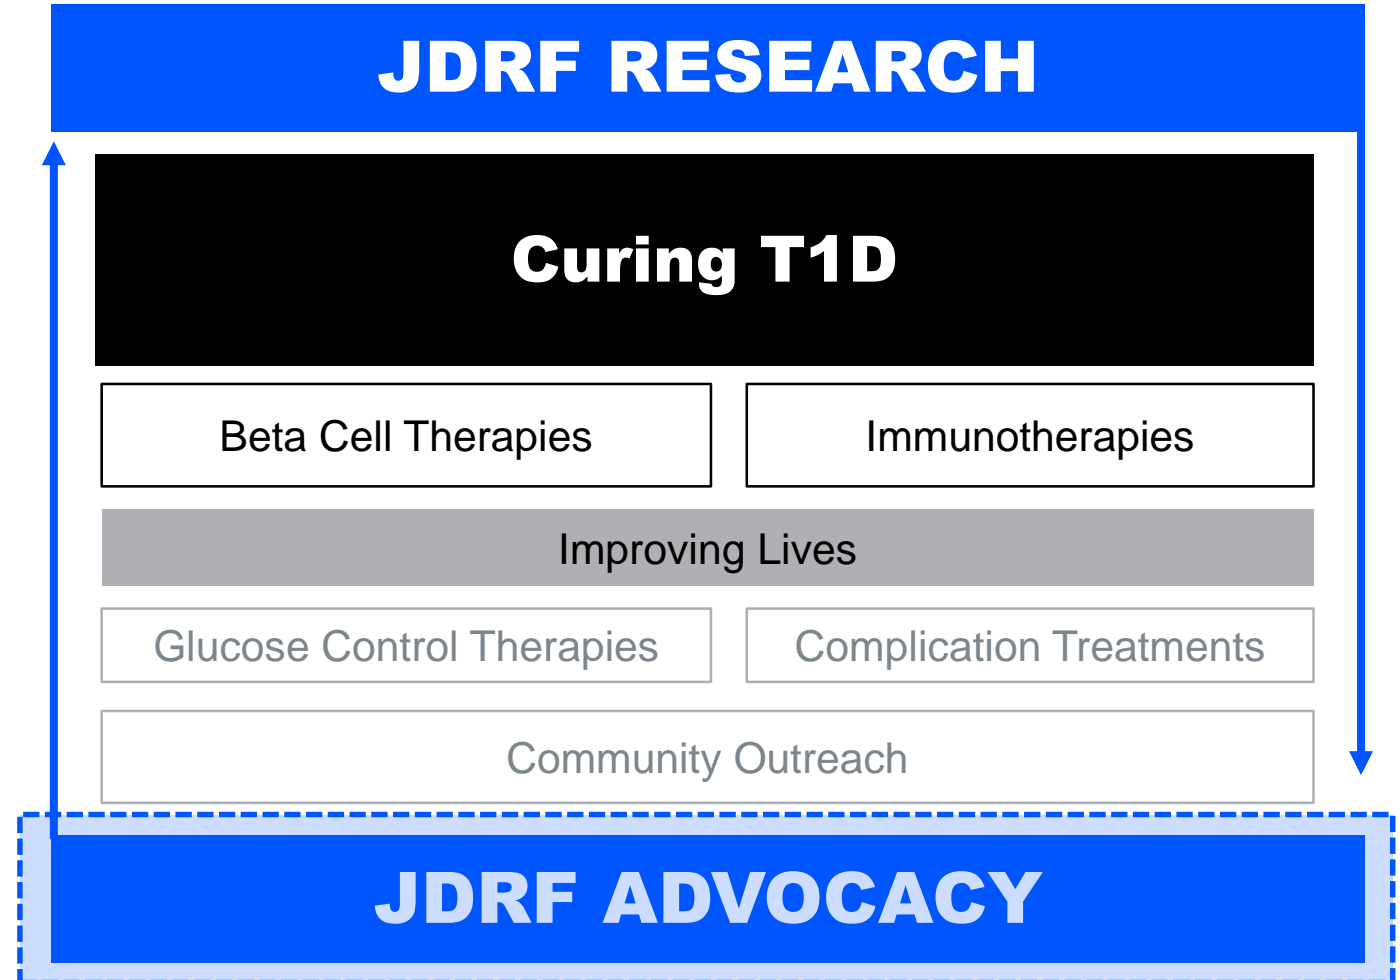 JDRF RESEARCH
Curing T1D
Beta Cell Therapies
Immunotherapies
Improving Lives
Glucose Control Therapies
Complication Treatments
Community Outreach
JDRF ADVOCACY